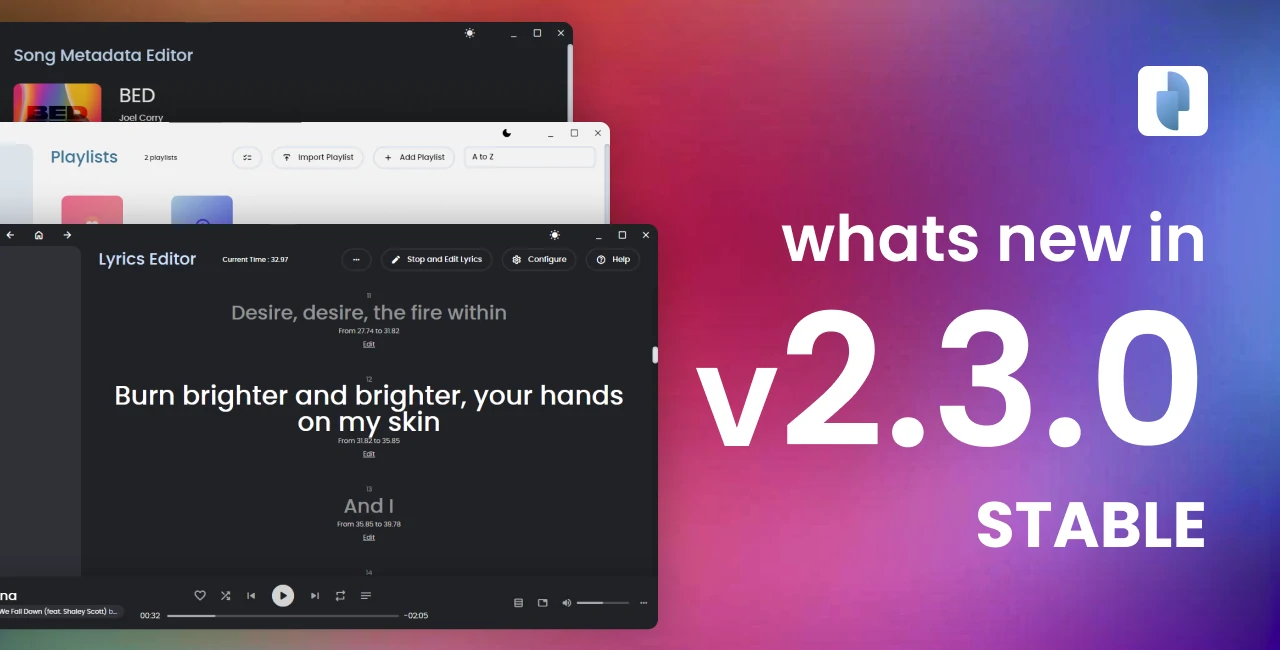 Song Metadata Editor
BED
Joel Corry
BED
Playlists
2 playlists
Import Playlist
Add Playlist
A to Z
Lyrics Editor
Current Time : 32.97
Stop and Edit Lyrics
Configure
Help
11
Desire, desire, the fire within
From 27.74 to 31.82
Edit
12
Burn brighter and brighter, your hands
on my skin
From 31.82 to 35.85
Edit
13
And I
From 35.85 to 39.78
Edit
14
na
We Fall Down (feat. Shaley Scott) b...
00:32
-02:05
whats new in
v2.3.0
STABLE